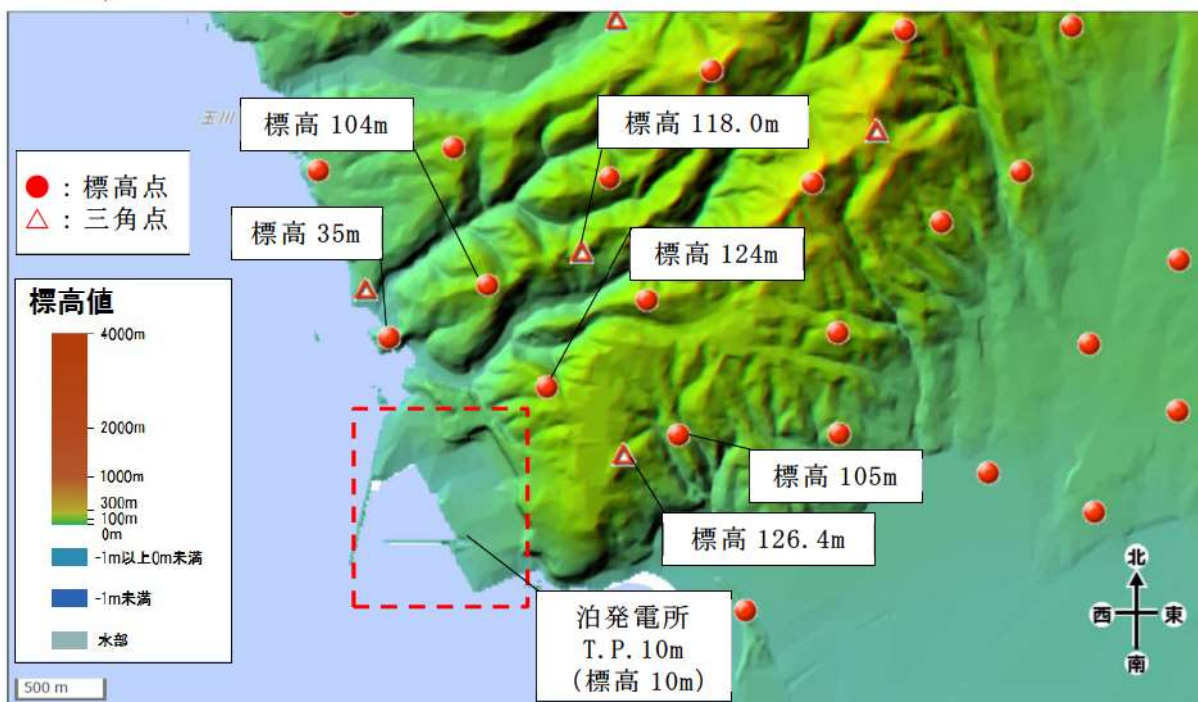 玉川
標高 104m
標高 118.0m
●：標高点
△：三角点
標高 35m
標高 124m
標高値
4000m
2000m
1000m
300m
100m
0m
-1m以上0m未満
-1m未満
水部
標高 105m
標高 126.4m
泊発電所
T.P.10m
（標高 10m）
北
西
東
南
500 m